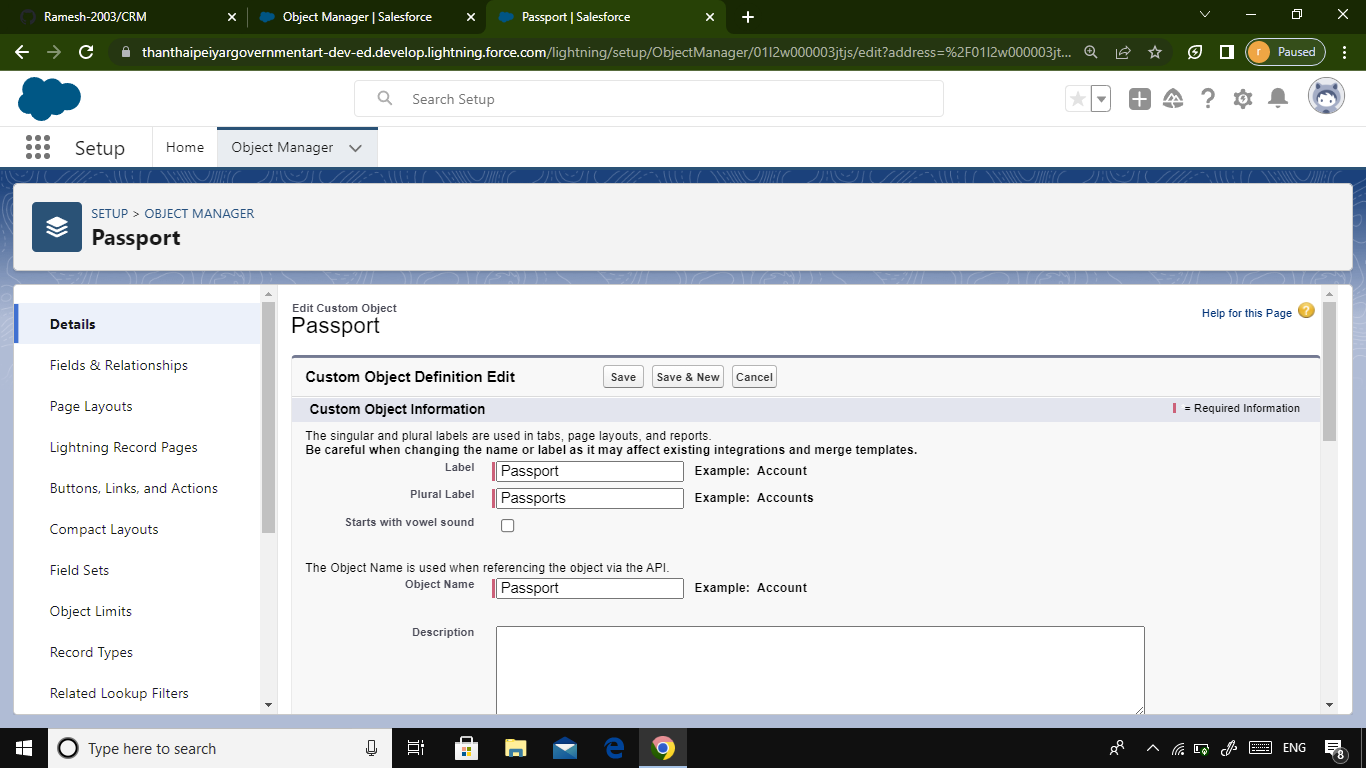 Ramesh-2003/CRM
Object Manager | Salesforce
Passport | Salesforce
thanthaipeiyargovernmentart-dev-ed.develop.lightning.force.com/lightning/setup/ObjectManager/01I2w000003jtjs/edit?address=%2F01I2w000003jt...
r Paused
Search Setup
Setup
Home
Object Manager
SETUP > OBJECT MANAGER
Passport
Details
Fields & Relationships
Page Layouts
Lightning Record Pages
Buttons, Links, and Actions
Compact Layouts
Field Sets
Object Limits
Record Types
Related Lookup Filters
Edit Custom Object
Passport
Help for this Page ?
Custom Object Definition Edit
Save
Save & New
Cancel
Custom Object Information
= Required Information
The singular and plural labels are used in tabs, page layouts, and reports.
Be careful when changing the name or label as it may affect existing integrations and merge templates.
Label Passport Example: Account
Plural Label Passports Example: Accounts
Starts with vowel sound
The Object Name is used when referencing the object via the API.
Object Name Passport Example: Account
Description
Type here to search
ENG
8